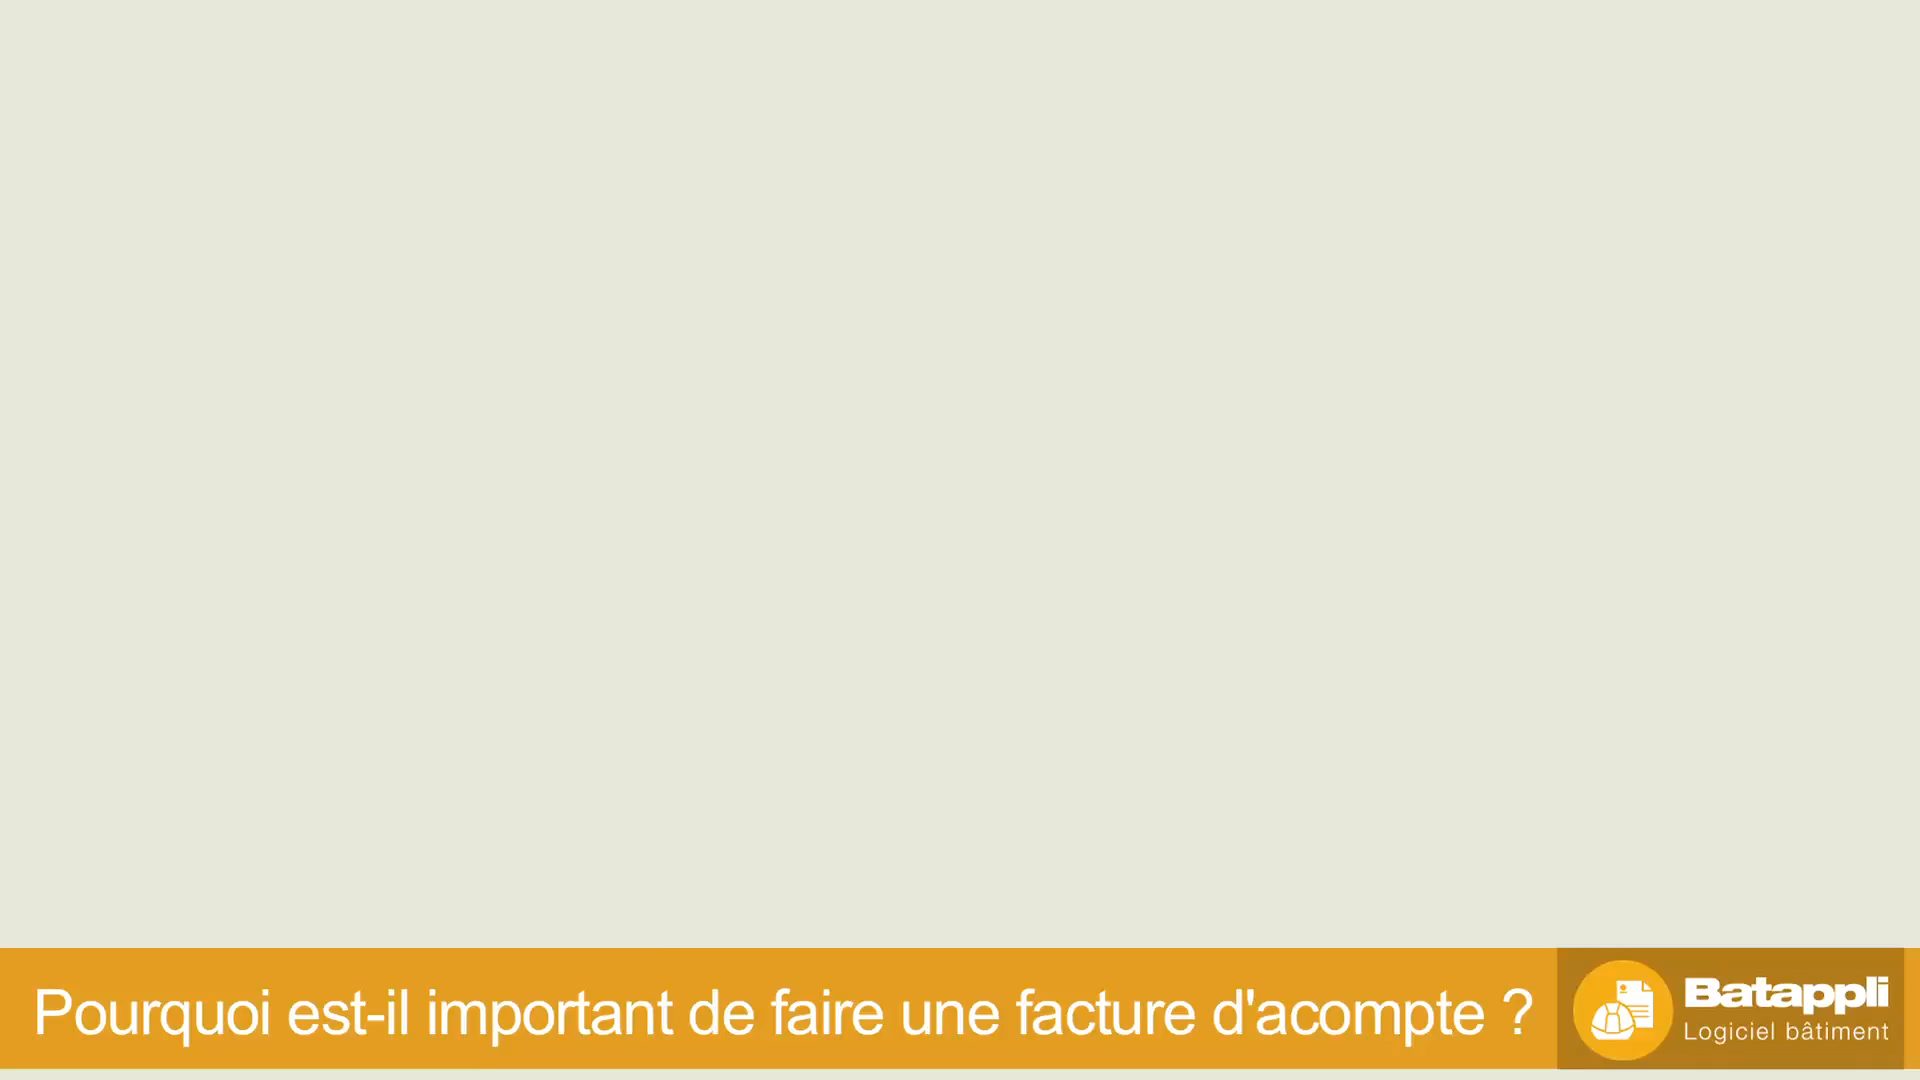 Pourquoi est-il important de faire une facture d'acompte ?
Batappli
Logiciel bâtiment